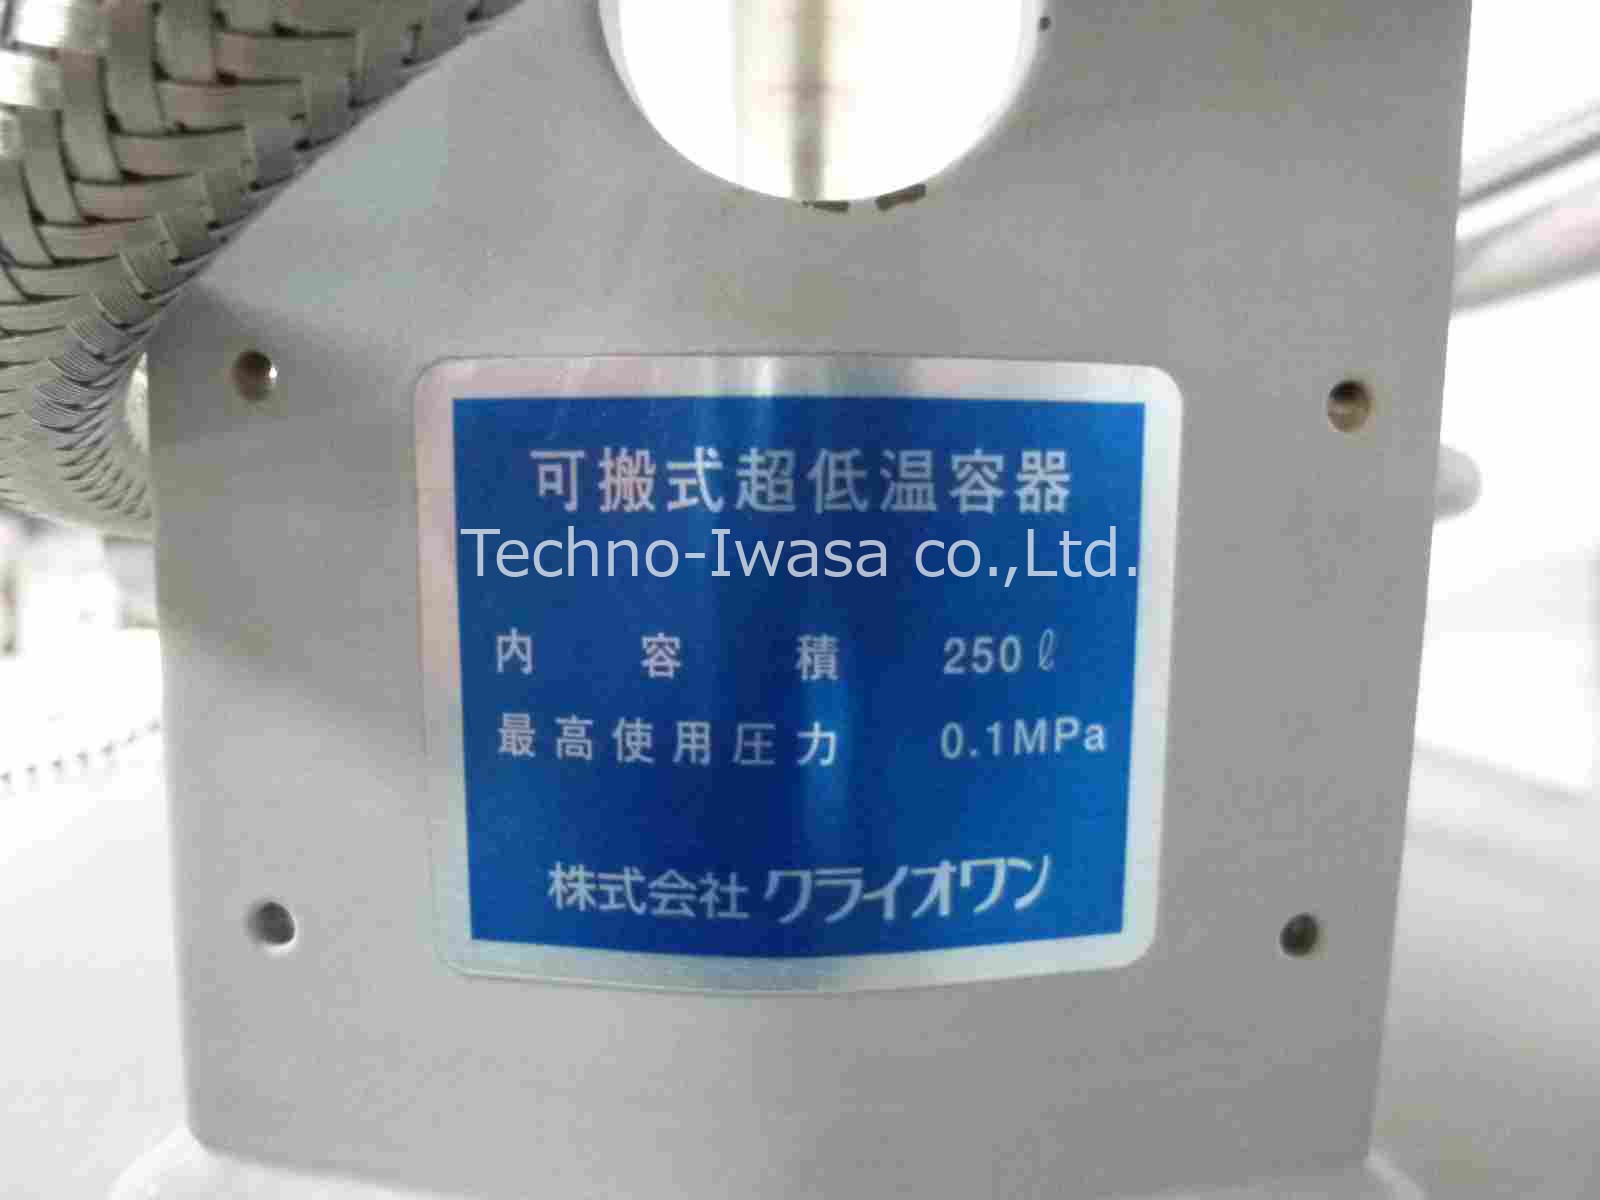 可搬式超低温容器
Techno-Iwasa co.,Ltd.
内容積 250ℓ
最高使用圧力 0.1MPa
株式会社クライオワン